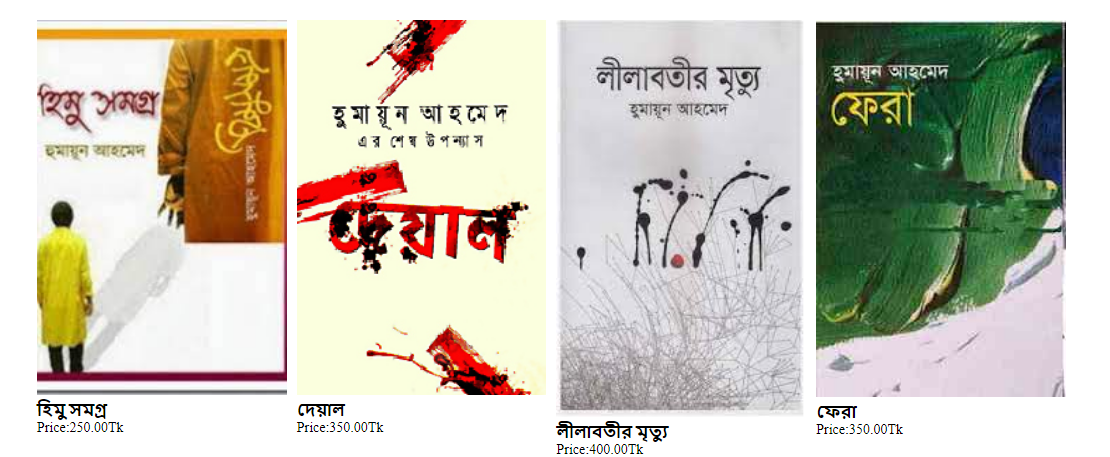 হিমু সমগ্র
হুমায়ূন আহমেদ
হুমায়ূন আহমেদ
হিমু সমগ্র
Price:250.00Tk
হুমায়ূন আহমেদ
এর শেষ উপন্যাস
দেয়াল
দেয়াল
Price:350.00Tk
লীলাবতীর মৃত্যু
হুমায়ূন আহমেদ
লীলাবতীর মৃত্যু
Price:400.00Tk
হুমায়ূন আহমেদ
ফেরা
ফেরা
Price:350.00Tk